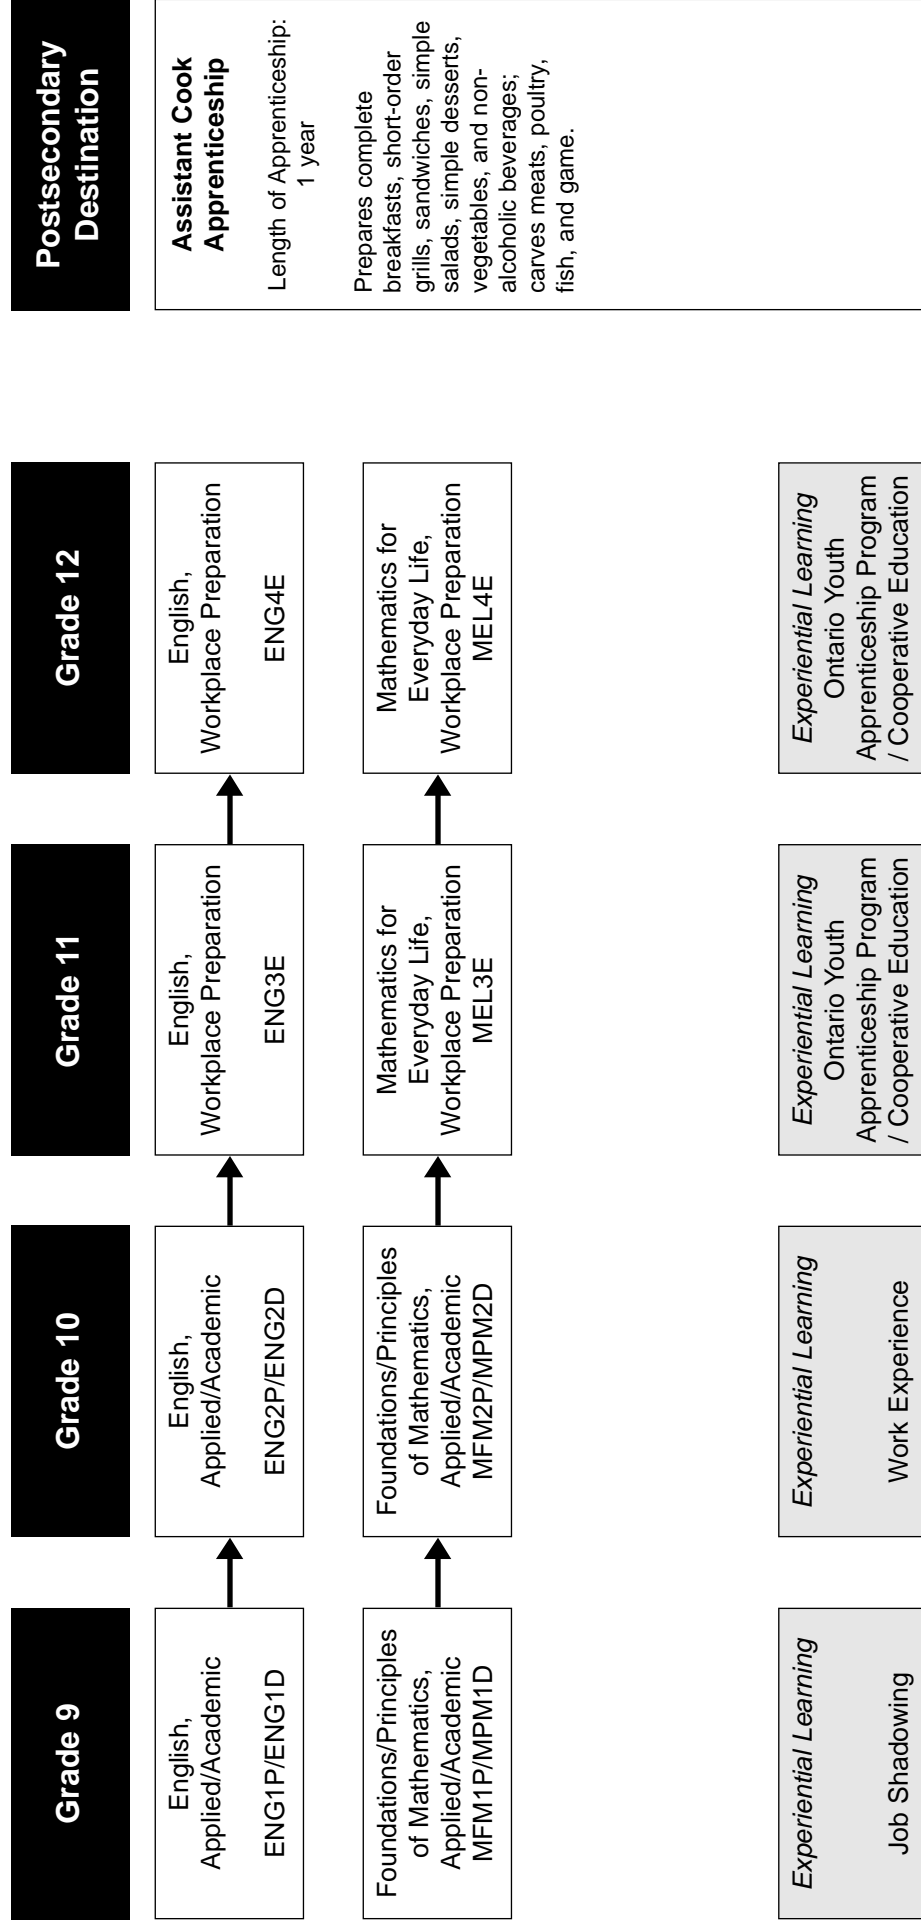 Grade 9
Grade 10
Grade 11
Grade 12
Postsecondary
Destination
English,
Applied/Academic
ENG1P/ENG1D
English,
Applied/Academic
ENG2P/ENG2D
English,
Workplace Preparation
ENG3E
English,
Workplace Preparation
ENG4E
Assistant Cook
Apprenticeship
Length of Apprenticeship:
1 year
Prepares complete
breakfasts, short-order
grills, sandwiches, simple
salads, simple desserts,
vegetables, and non-
alcoholic beverages;
carves meats, poultry,
fish, and game.
Foundations/Principles
of Mathematics,
Applied/Academic
MFM1P/MPM1D
Foundations/Principles
of Mathematics,
Applied/Academic
MFM2P/MPM2D
Mathematics for
Everyday Life,
Workplace Preparation
MEL3E
Mathematics for
Everyday Life,
Workplace Preparation
MEL4E
Experiential Learning
Job Shadowing
Experiential Learning
Work Experience
Experiential Learning
Ontario Youth
Apprenticeship Program
/ Cooperative Education
Experiential Learning
Ontario Youth
Apprenticeship Program
/ Cooperative Education